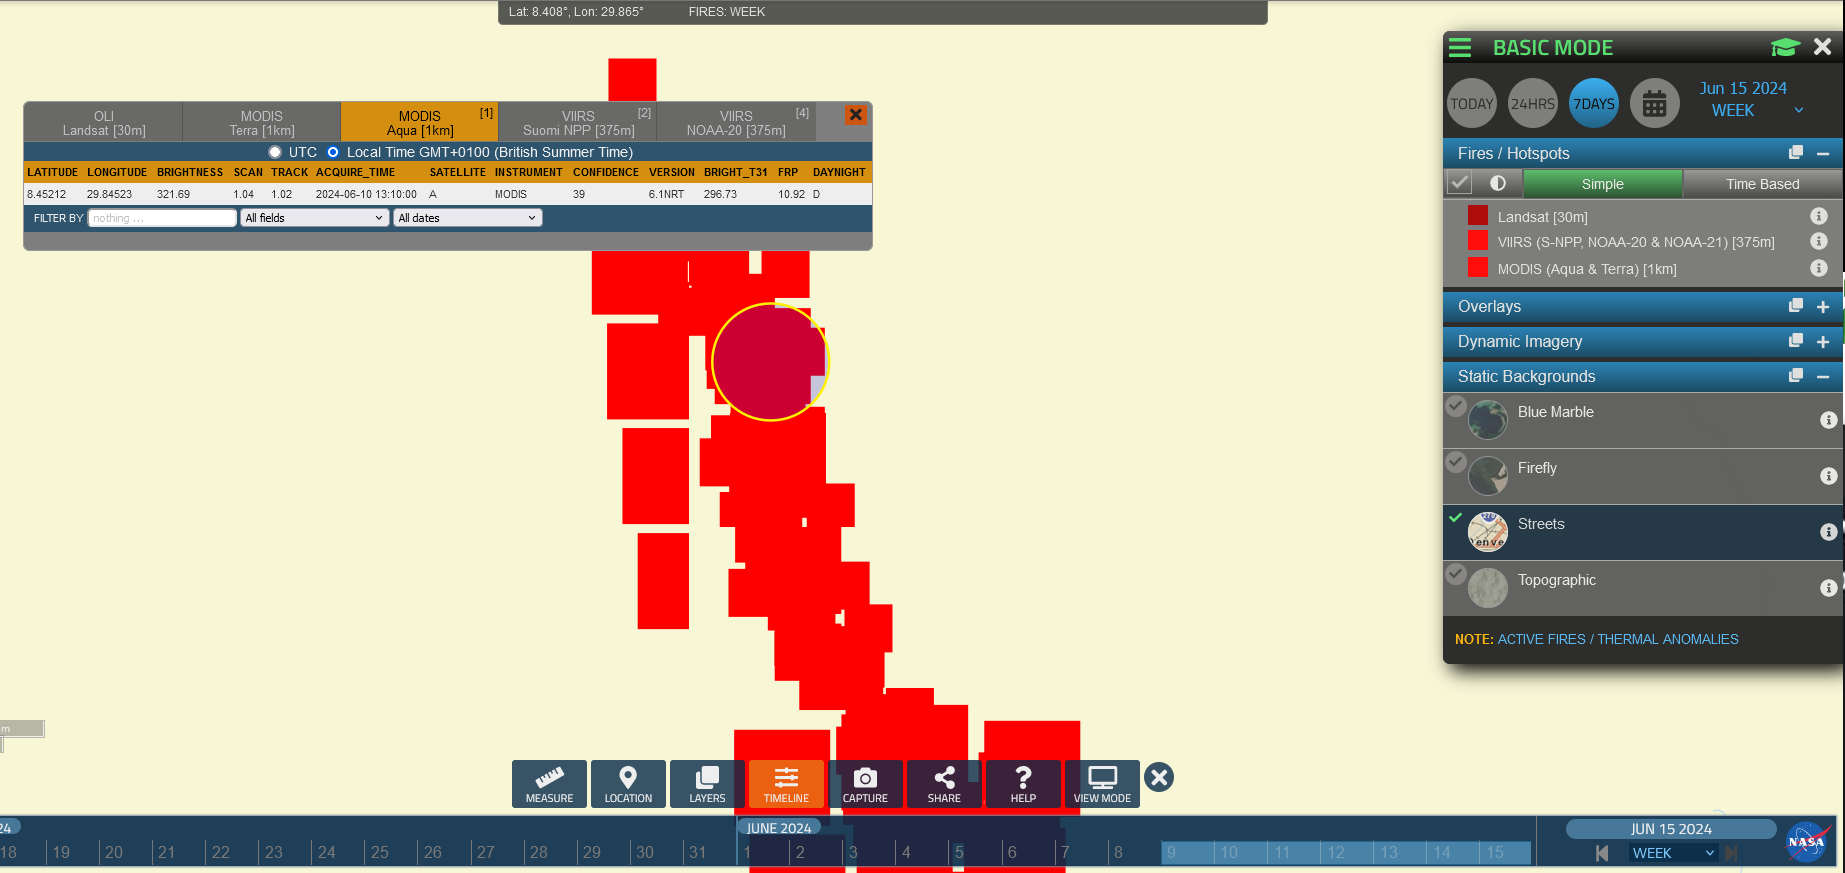 Lat: 8.408°, Lon: 29.865° FIRES: WEEK
BASIC MODE
TODAY 24HRS 7DAYS Jun 15 2024
WEEK
OLI
Landsat [30m]
MODIS
Terra [1km]
MODIS [1]
Aqua [1km]
VIIRS [2]
Suomi NPP [375m]
VIIRS [4]
NOAA-20 [375m]
UTC Local Time GMT+0100 (British Summer Time)
LATITUDE LONGITUDE BRIGHTNESS SCAN TRACK ACQUIRE_TIME SATELLITE INSTRUMENT CONFIDENCE VERSION BRIGHT_T31 FRP DAYNIGHT
8.45212 29.84523 321.69 1.04 1.02 2024-06-10 13:10:00 A MODIS 39 6.1NRT 296.73 10.92 D
FILTER BY nothing ... All fields All dates
Fires / Hotspots
Simple Time Based
Landsat [30m]
VIIRS (S-NPP, NOAA-20 & NOAA-21) [375m]
MODIS (Aqua & Terra) [1km]
Overlays
Dynamic Imagery
Static Backgrounds
Blue Marble
Firefly
Streets
Topographic
NOTE: ACTIVE FIRES / THERMAL ANOMALIES
m
MEASURE LOCATION LAYERS TIMELINE CAPTURE SHARE HELP VIEW MODE
24 JUNE 2024 JUN 15 2024
18 19 20 21 22 23 24 25 26 27 28 29 30 31 1 2 3 4 5 6 7 8 9 10 11 12 13 14 15 WEEK
NASA